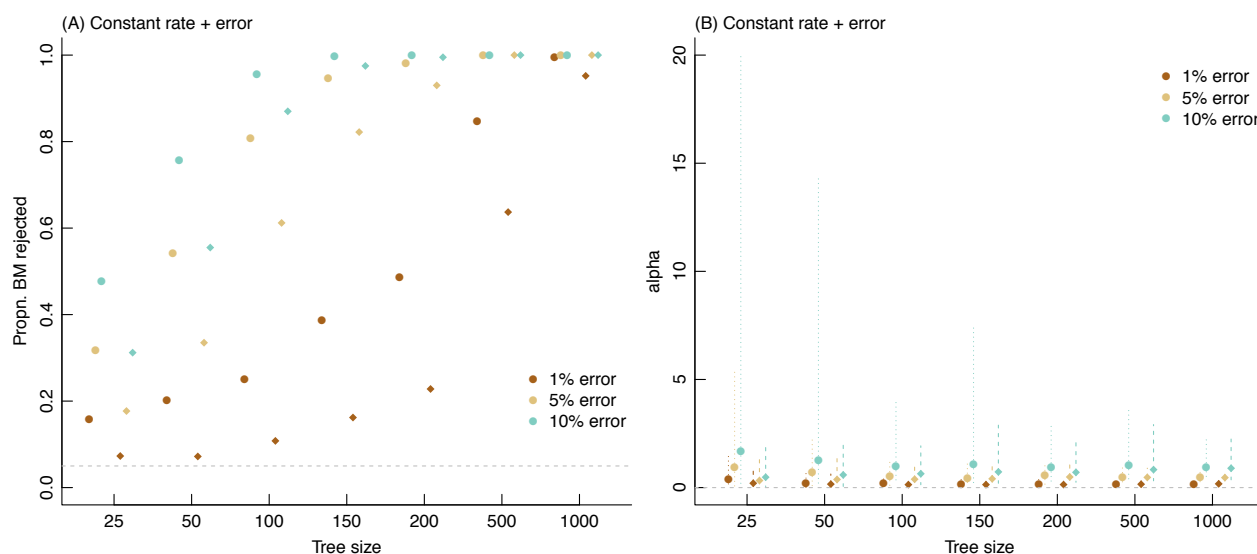 (A) Constant rate + error
Propn. BM rejected
1.0
0.8
0.6
0.4
0.2
0.0
1% error
5% error
10% error
25 50 100 150 200 500 1000
Tree size
(B) Constant rate + error
alpha
20
15
10
5
0
1% error
5% error
10% error
25 50 100 150 200 500 1000
Tree size